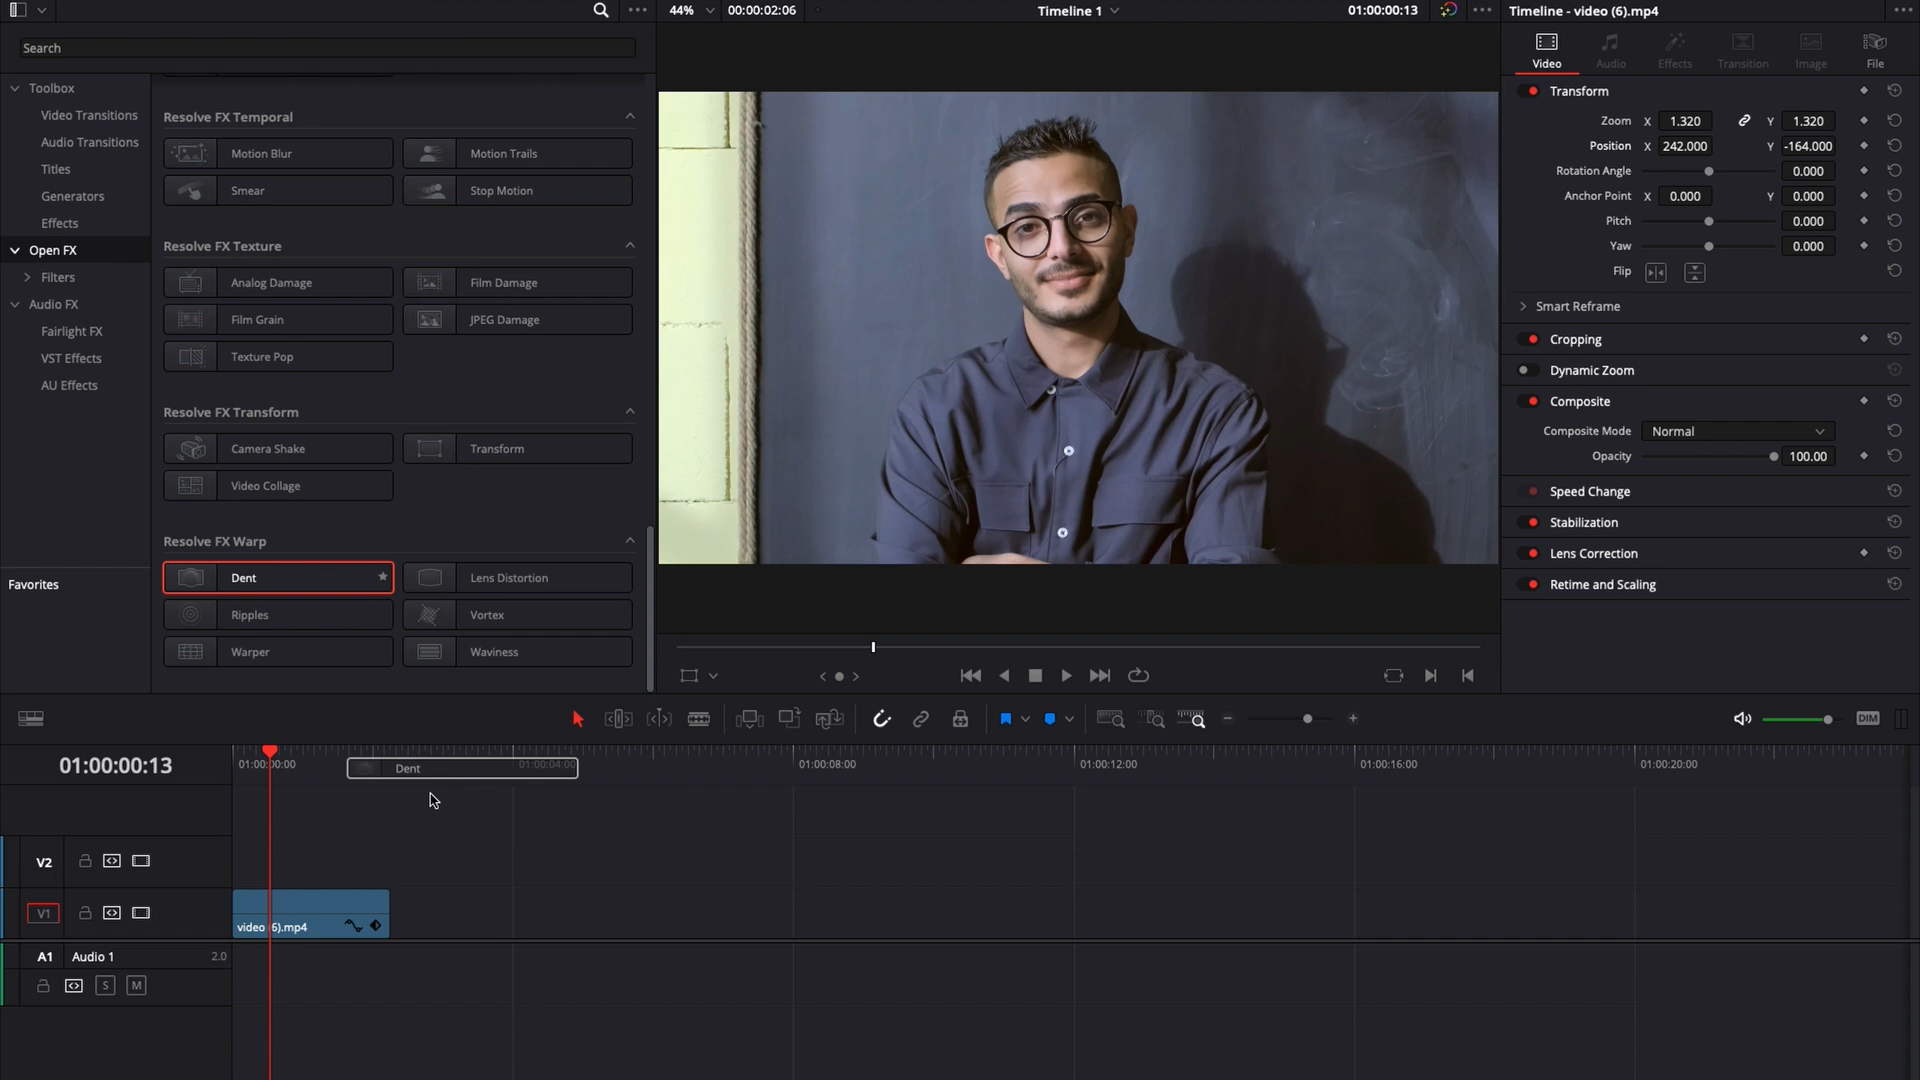 44%
00:00:02:06
Timeline 1
01:00:00:13
Timeline - video (6).mp4
Search
Video
Audio
Effects
Transition
Image
File
Toolbox
Video Transitions
Audio Transitions
Titles
Generators
Effects
Open FX
Filters
Audio FX
Fairlight FX
VST Effects
AU Effects
Favorites
Resolve FX Temporal
Motion Blur
Motion Trails
Smear
Stop Motion
Resolve FX Texture
Analog Damage
Film Damage
Film Grain
JPEG Damage
Texture Pop
Resolve FX Transform
Camera Shake
Transform
Video Collage
Resolve FX Warp
Dent
Lens Distortion
Ripples
Vortex
Warper
Waviness
Transform
Zoom X 1.320 Y 1.320
Position X 242.000 Y -164.000
Rotation Angle 0.000
Anchor Point X 0.000 Y 0.000
Pitch 0.000
Yaw 0.000
Flip
Smart Reframe
Cropping
Dynamic Zoom
Composite
Composite Mode Normal
Opacity 100.00
Speed Change
Stabilization
Lens Correction
Retime and Scaling
DIM
01:00:00:13
01:00:00:00
Dent
01:00:04:00
01:00:08:00
01:00:12:00
01:00:16:00
01:00:20:00
V2
V1
video (6).mp4
A1 Audio 1 2.0
S M